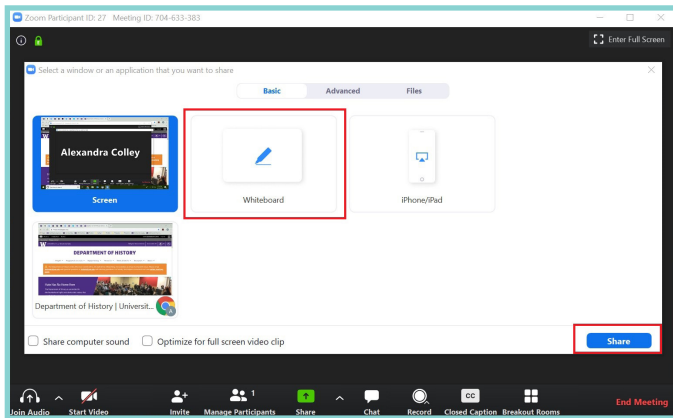 Zoom Participant ID: 27 Meeting ID: 704-633-383
Enter Full Screen
Select a window or an application that you want to share
Basic Advanced Files
W
Alexandra Colley
Screen Whiteboard iPhone/iPad
W
DEPARTMENT OF HISTORY
Department of History | Universit...
Share computer sound Optimize for full screen video clip Share
1
CC
Join Audio Start Video Invite Manage Participants Share Chat Record Closed Caption Breakout Rooms End Meeting